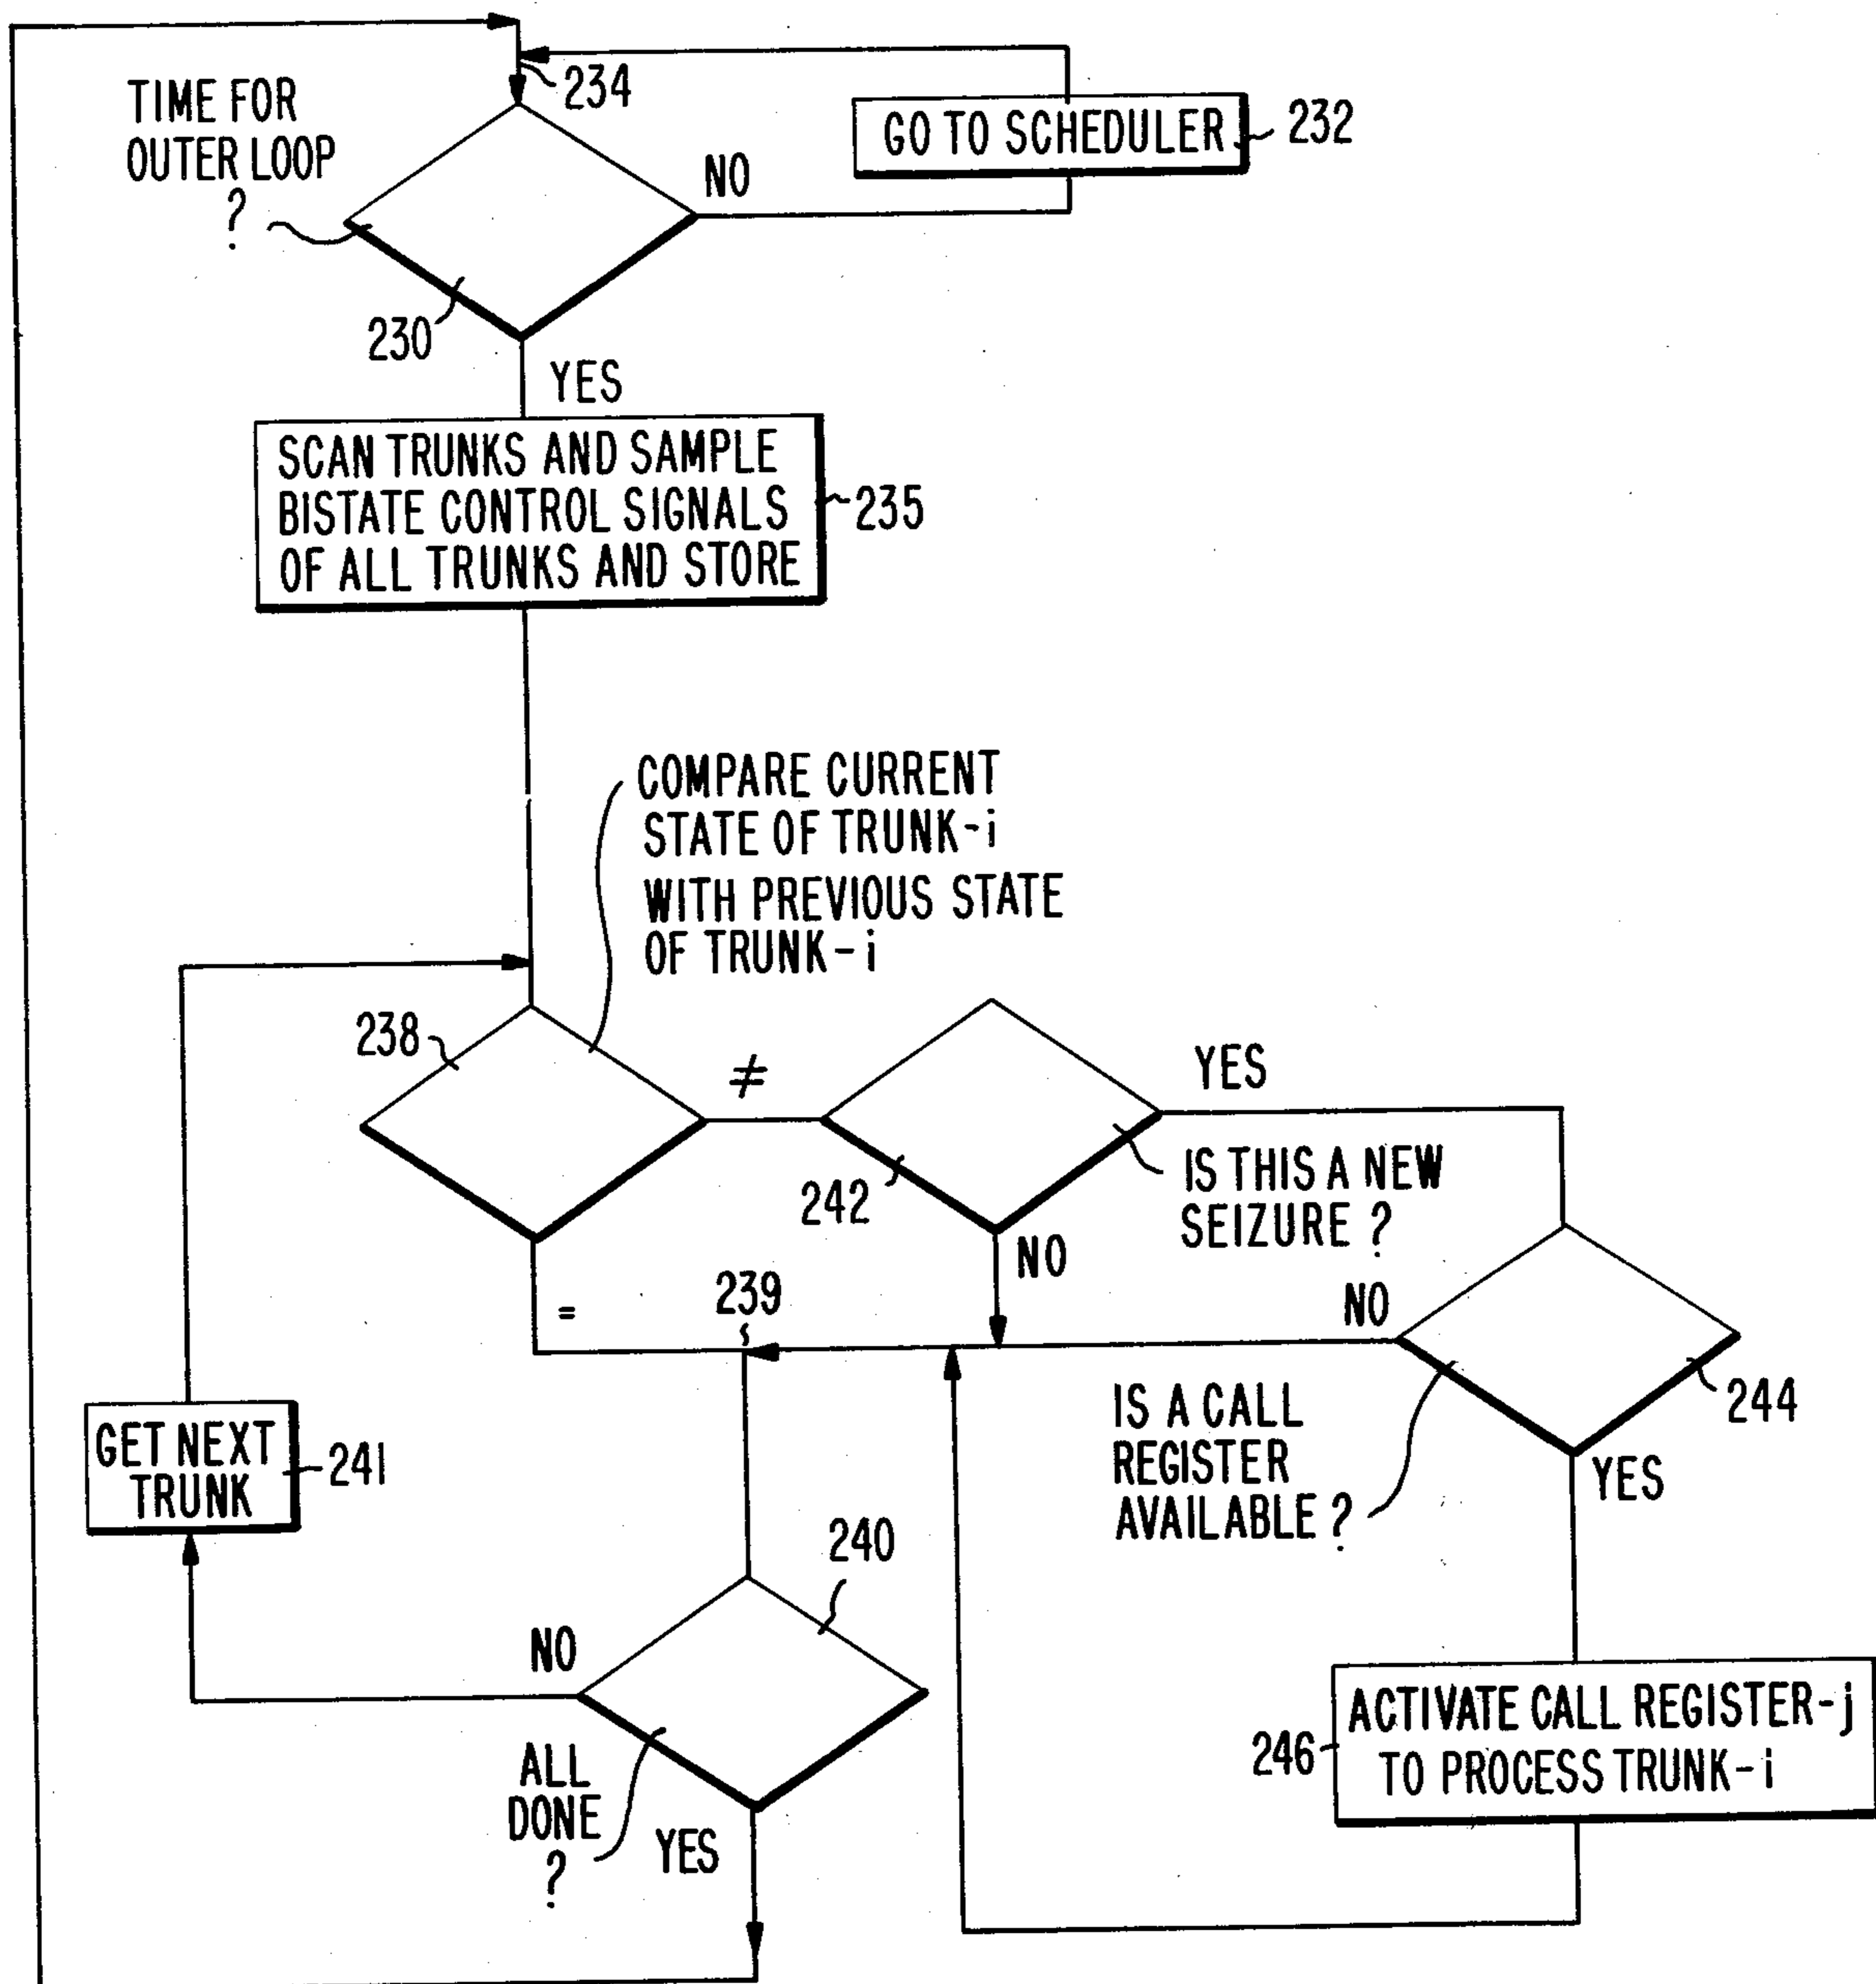 TIME FOR
OUTER LOOP
?
234
GO TO SCHEDULER
232
NO
230
YES
SCAN TRUNKS AND SAMPLE
BISTATE CONTROL SIGNALS
OF ALL TRUNKS AND STORE
235
COMPARE CURRENT
STATE OF TRUNK-i
WITH PREVIOUS STATE
OF TRUNK-i
238
≠
YES
242
IS THIS A NEW
SEIZURE ?
NO
239
=
NO
244
IS A CALL
REGISTER
AVAILABLE ?
YES
GET NEXT
TRUNK
241
240
NO
ALL
DONE
?
YES
246
ACTIVATE CALL REGISTER-j
TO PROCESS TRUNK-i